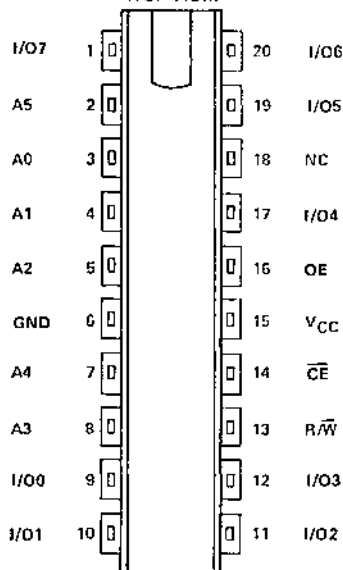 I/O7 1 20 I/O6
A5 2 19 I/O5
A0 3 18 NC
A1 4 17 I/O4
A2 5 16 OE
GND 6 15 VCC
A4 7 14 C̅E̅
A3 8 13 R/W̅
I/O0 9 12 I/O3
I/O1 10 11 I/O2